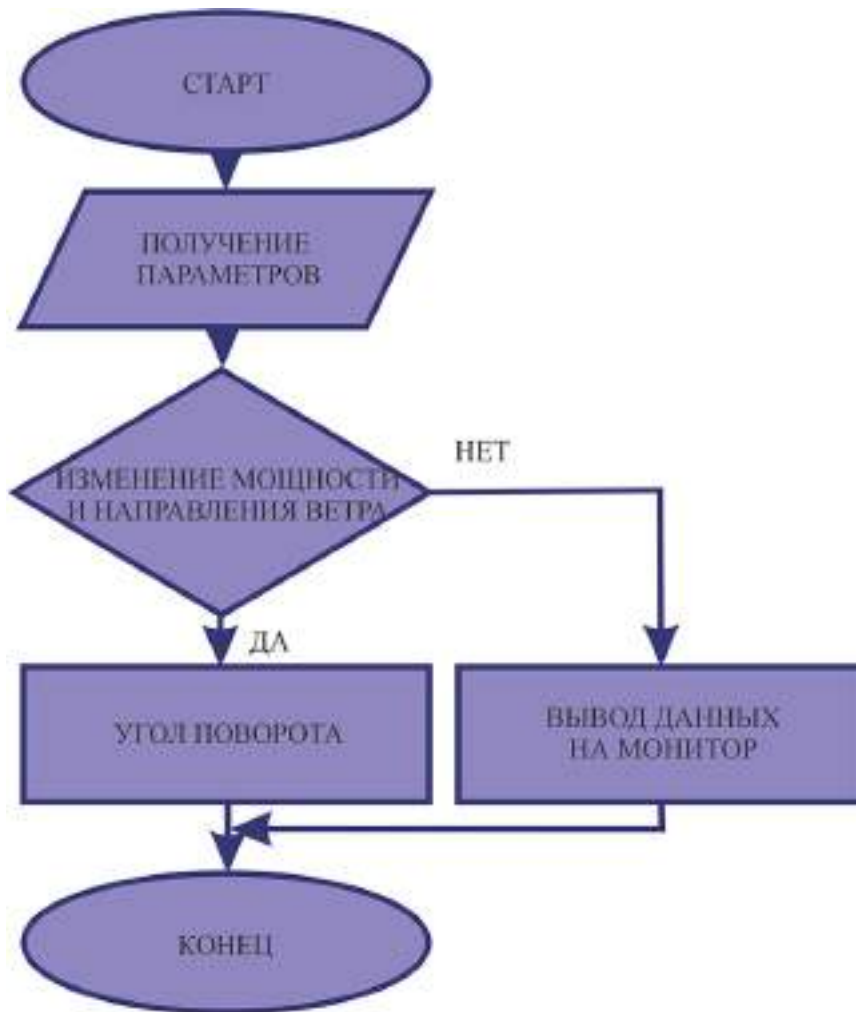 СТАРТ
ПОЛУЧЕНИЕ
ПАРАМЕТРОВ
ИЗМЕНЕНИЕ МОЩНОСТИ
И НАПРАВЛЕНИЯ ВЕТРА
НЕТ
ДА
УГОЛ ПОВОРОТА
ВЫВОД ДАННЫХ
НА МОНИТОР
КОНЕЦ